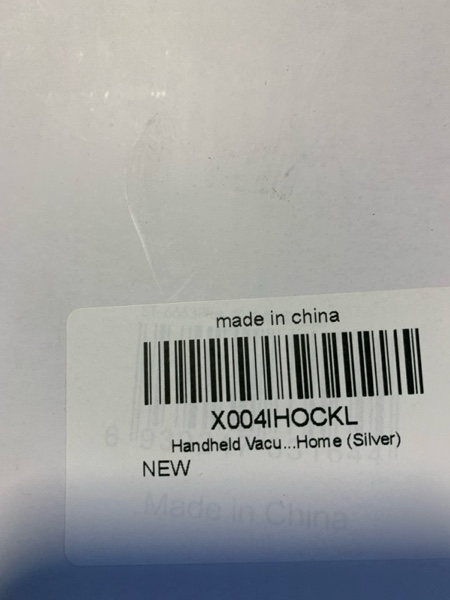 made in china
X004IHOCKL
Handheld Vacu...Home (Silver)
NEW
Made in China